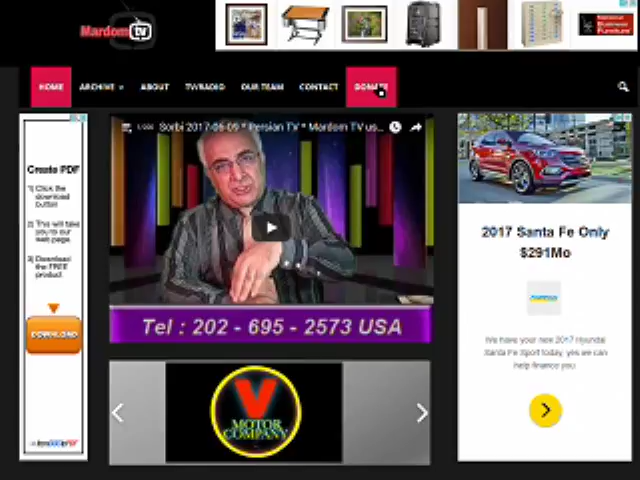 Mardom tv
National Business Furniture
HOME
ARCHIVE
ABOUT
TV/RADIO
OUR TEAM
CONTACT
DONATE
Create PDF
1) Click the
download
button
2) This will take
you to our
web page
3) Download
the FREE
product
DOWNLOAD
1/200 Sorbi 2017-06-09 * Persian TV * Mardom TV us...
Tel : 202 - 695 - 2573 USA
V
MOTOR
COMPANY
2017 Santa Fe Only
$291Mo
We have your new 2017 Hyundai
Santa Fe Sport today, yes we can
help finance you